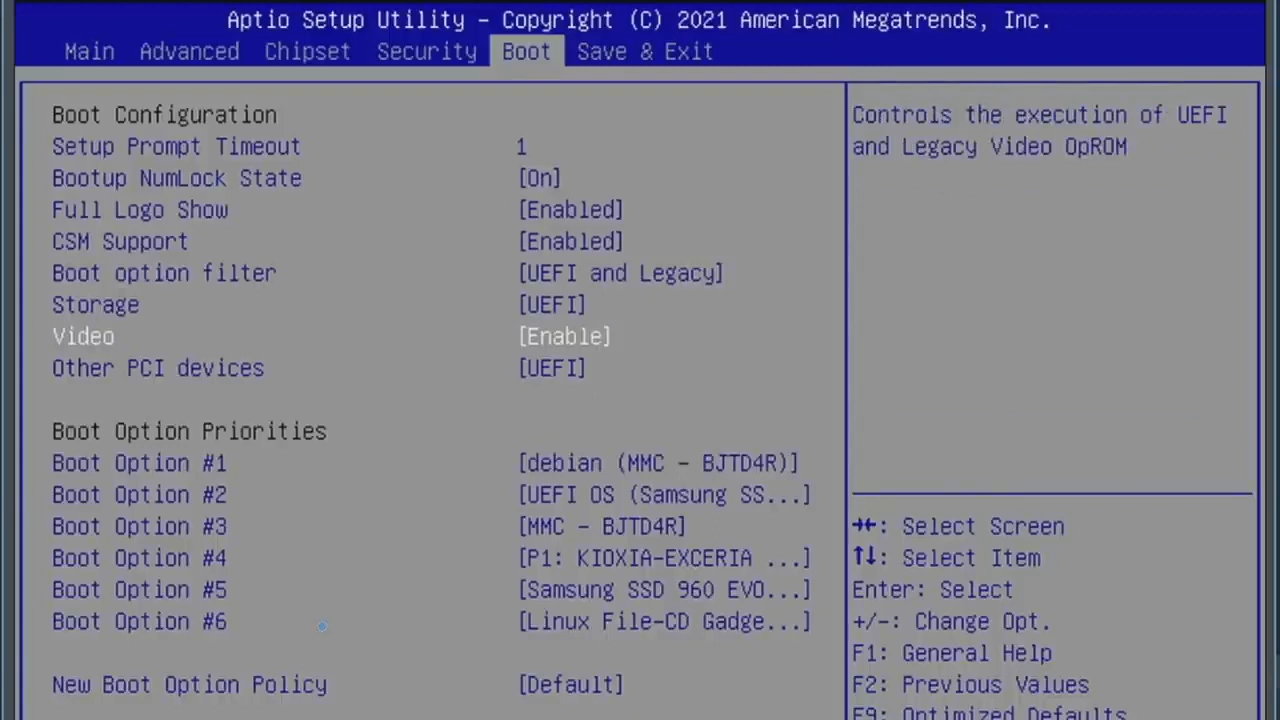 Aptio Setup Utility – Copyright (C) 2021 American Megatrends, Inc.
Main Advanced Chipset Security Boot Save & Exit
Boot Configuration
Setup Prompt Timeout 1
Bootup NumLock State [On]
Full Logo Show [Enabled]
CSM Support [Enabled]
Boot option filter [UEFI and Legacy]
Storage [UEFI]
Video [Enable]
Other PCI devices [UEFI]
Boot Option Priorities
Boot Option #1 [debian (MMC – BJTD4R)]
Boot Option #2 [UEFI OS (Samsung SS...]
Boot Option #3 [MMC – BJTD4R]
Boot Option #4 [P1: KIOXIA-EXCERIA ...]
Boot Option #5 [Samsung SSD 960 EVO...]
Boot Option #6 [Linux File-CD Gadge...]
New Boot Option Policy [Default]
Controls the execution of UEFI
and Legacy Video OpROM
→←: Select Screen
↑↓: Select Item
Enter: Select
+/-: Change Opt.
F1: General Help
F2: Previous Values
F9: Optimized Defaults